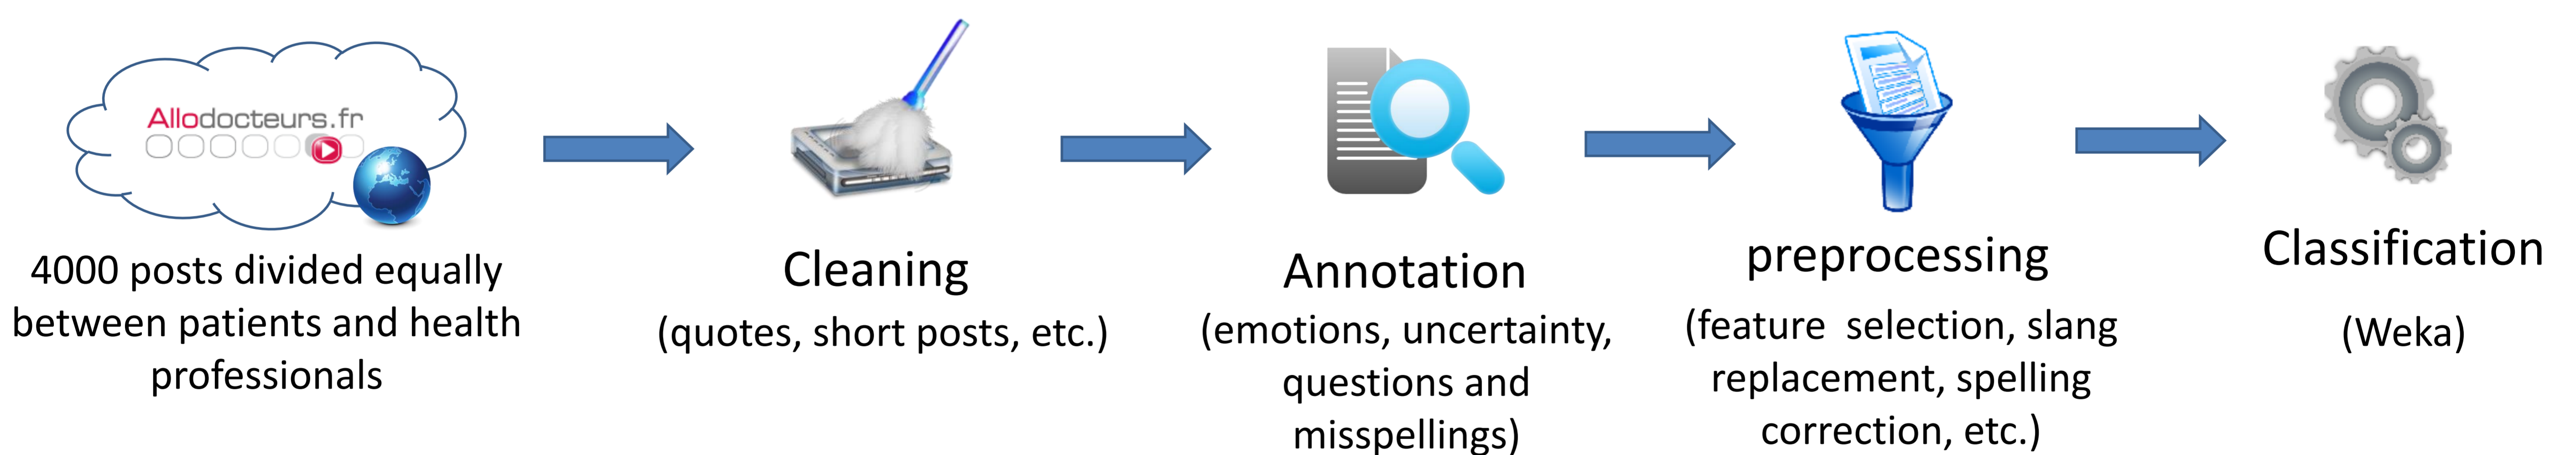 Allodocteurs.fr
4000 posts divided equally
between patients and health
professionals
Cleaning
(quotes, short posts, etc.)
Annotation
(emotions, uncertainty,
questions and
misspellings)
preprocessing
(feature selection, slang
replacement, spelling
correction, etc.)
Classification
(Weka)